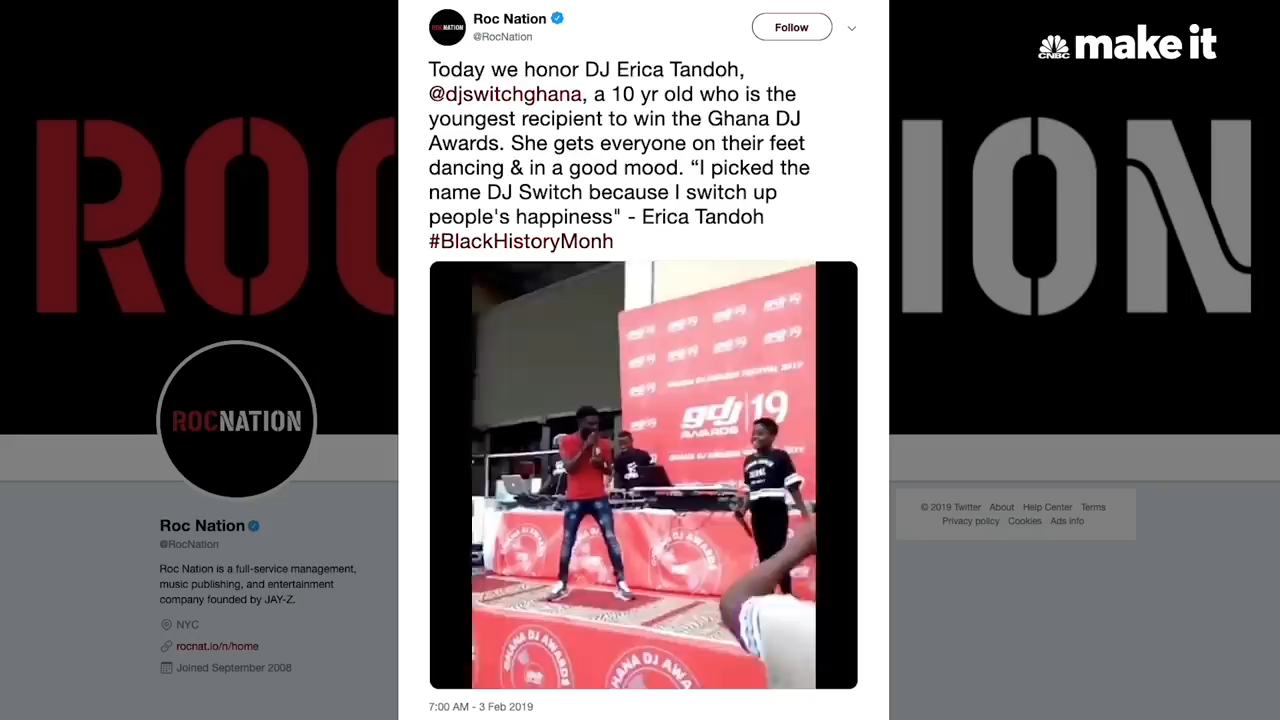 Roc Nation
@RocNation
Follow
CNBC make it
Today we honor DJ Erica Tandoh,
@djswitchghana, a 10 yr old who is the
youngest recipient to win the Ghana DJ
Awards. She gets everyone on their feet
dancing & in a good mood. “I picked the
name DJ Switch because I switch up
people's happiness" - Erica Tandoh
#BlackHistoryMonh
ROC
ION
ROCNATION
gdj 19
AWARDS
GHANA DJ AWARDS
GHANA DJ AWA
7:00 AM - 3 Feb 2019
ROCNATION
Roc Nation
@RocNation
Roc Nation is a full-service management,
music publishing, and entertainment
company founded by JAY-Z.
NYC
rocnat.io/n/home
Joined September 2008
© 2019 Twitter About Help Center Terms
Privacy policy Cookies Ads info